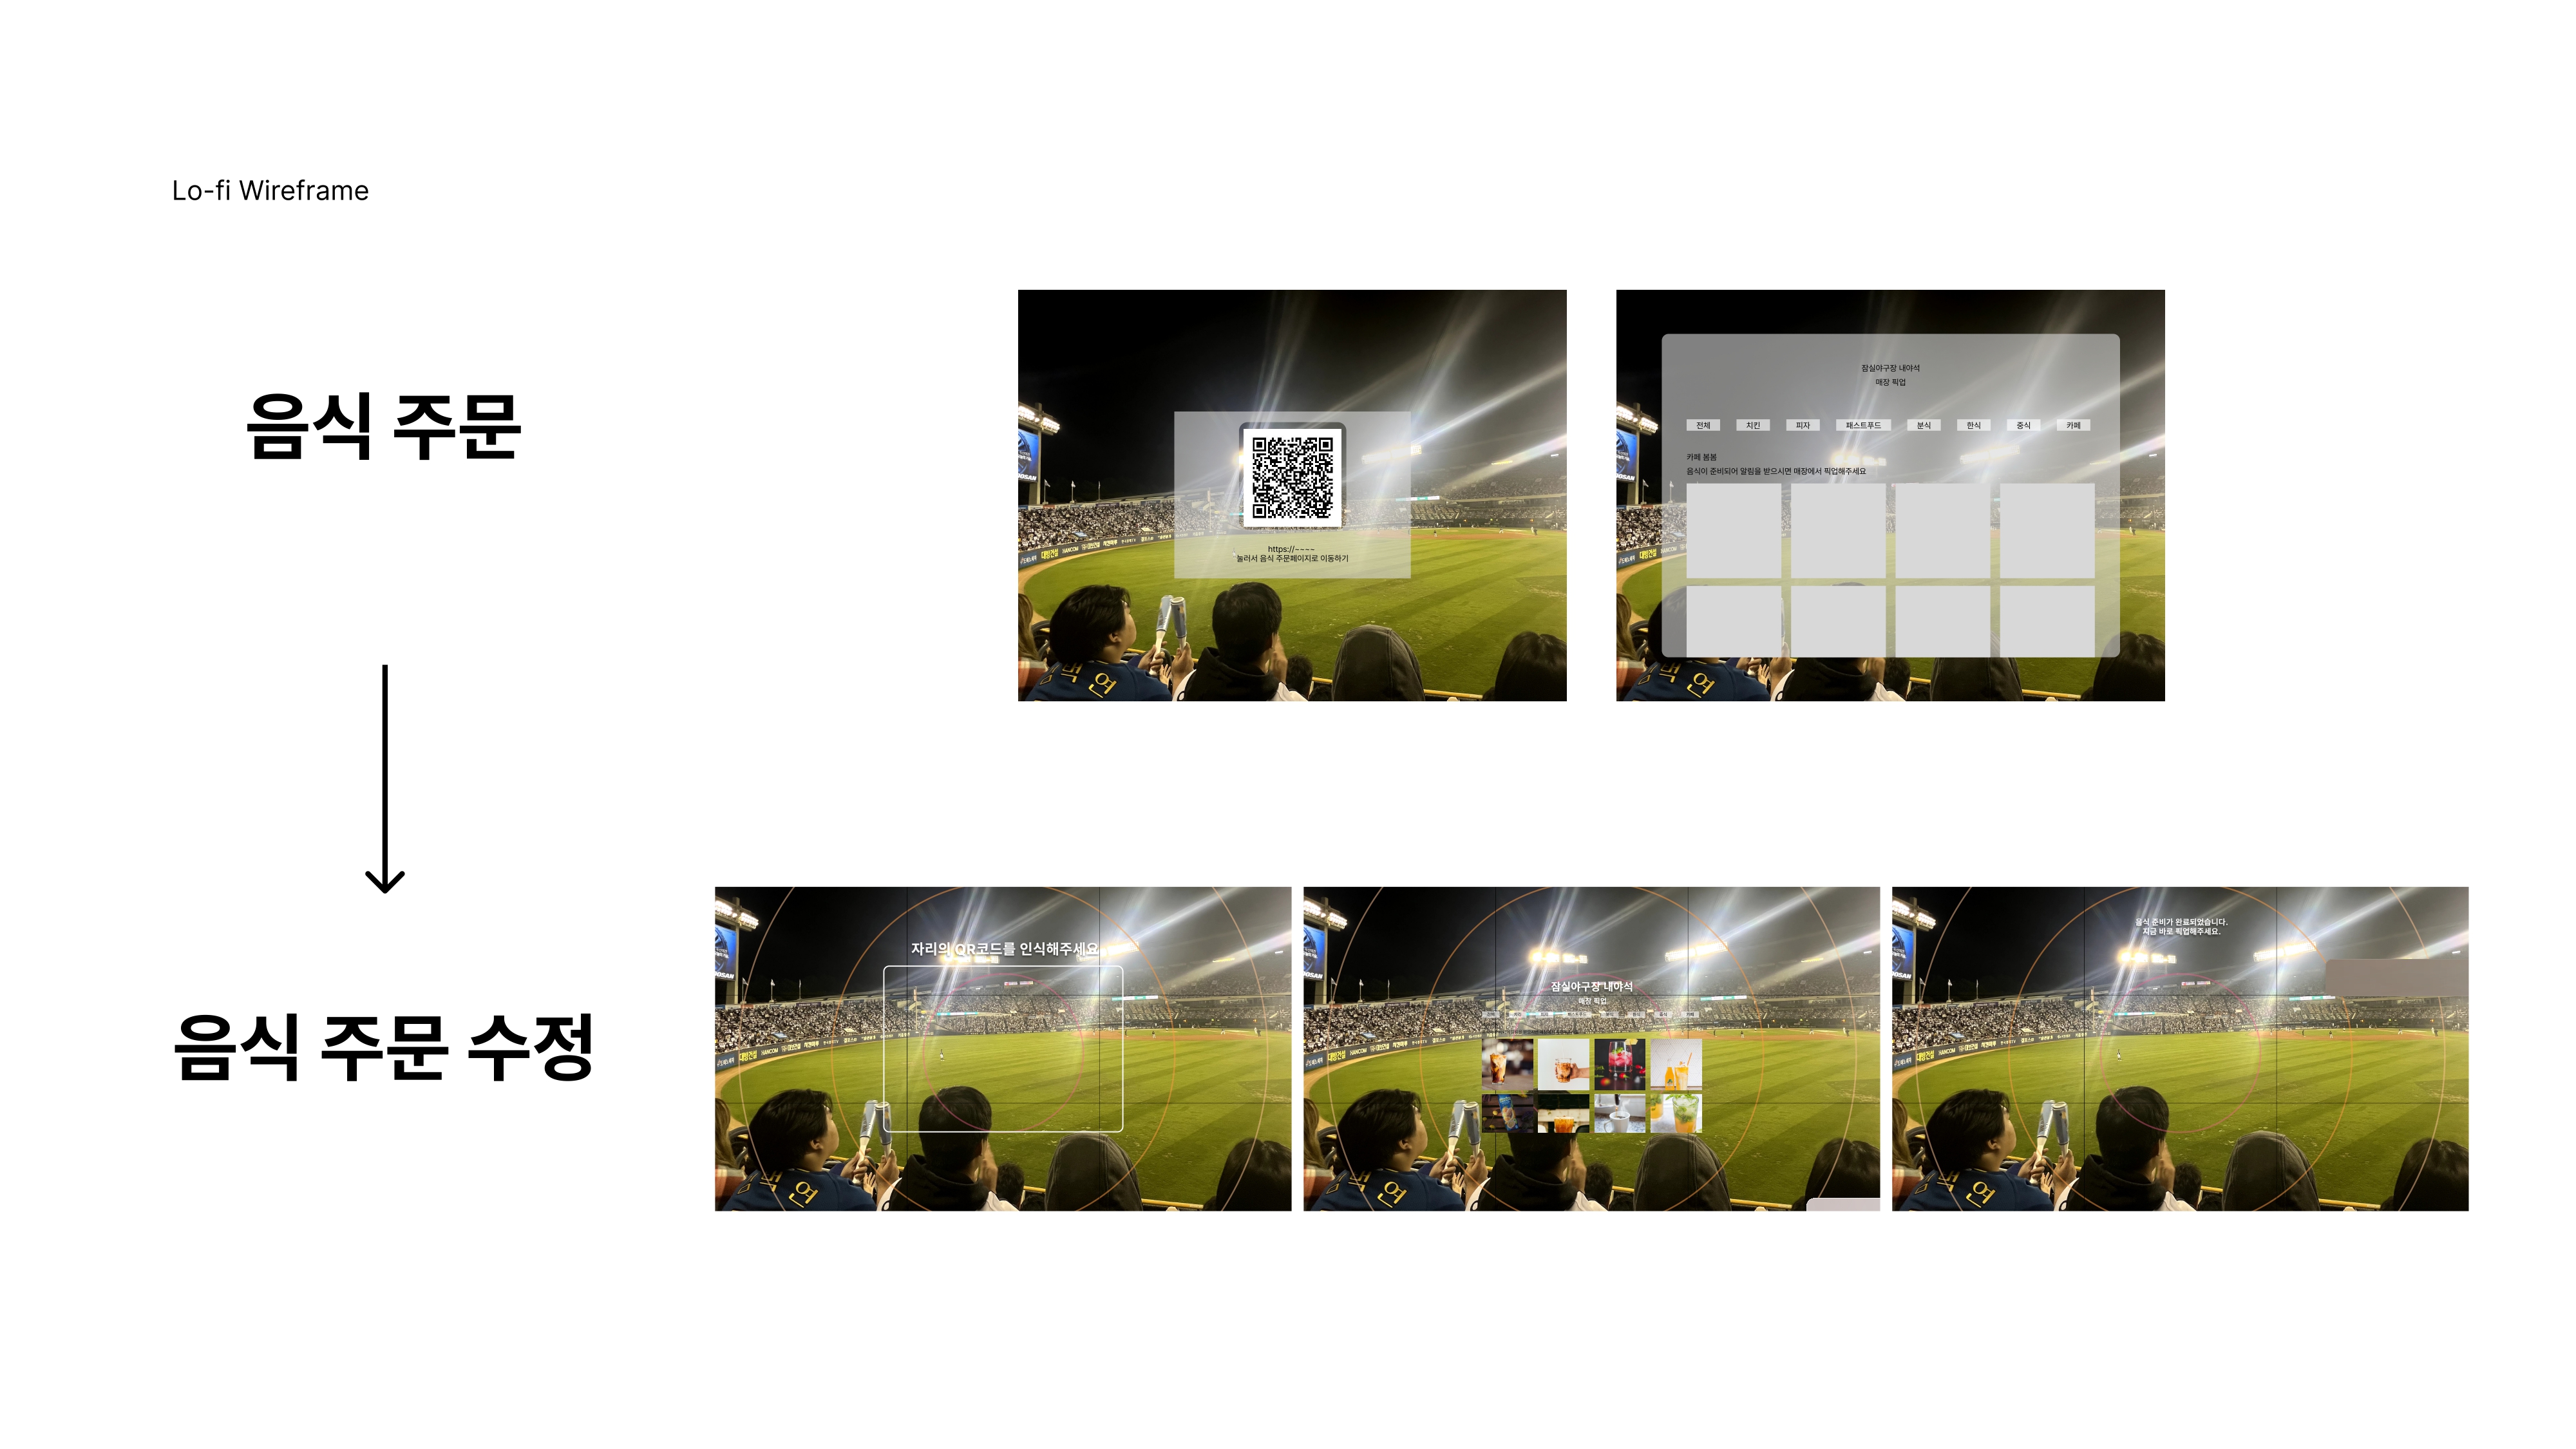 Lo-fi Wireframe
음식 주문
https://~~~~
눌러서 음식 주문페이지로 이동하기
잠실야구장 내야석
매장 픽업
전체 치킨 피자 패스트푸드 분식 한식 중식 카페
카페 봄봄
음식이 준비되어 알림을 받으시면 매장에서 픽업해주세요
음식 주문 수정
자리의 QR코드를 인식해주세요
잠실야구장 내야석
매장 픽업
음식 준비가 완료되었습니다.
지금 바로 픽업해주세요.